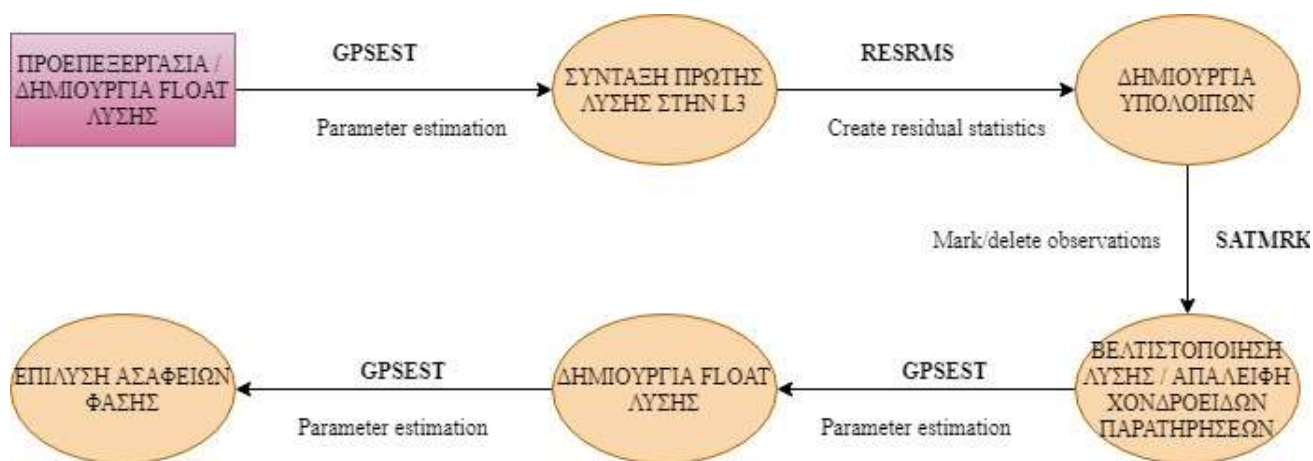 ΠΡΟΕΠΕΞΕΡΓΑΣΙΑ /
ΔΗΜΙΟΥΡΓΙΑ FLOAT
ΛΥΣΗΣ
GPSEST
Parameter estimation
ΣΥΝΤΑΞΗ ΠΡΩΤΗΣ
ΛΥΣΗΣ ΣΤΗΝ L3
RESRMS
Create residual statistics
ΔΗΜΙΟΥΡΓΙΑ
ΥΠΟΛΟΙΠΩΝ
Mark/delete observations
SATMRK
ΒΕΛΤΙΣΤΟΠΟΙΗΣΗ
ΛΥΣΗΣ / ΑΠΑΛΕΙΦΗ
ΧΟΝΔΡΟΕΙΔΩΝ
ΠΑΡΑΤΗΡΗΣΕΩΝ
GPSEST
Parameter estimation
ΔΗΜΙΟΥΡΓΙΑ FLOAT
ΛΥΣΗΣ
GPSEST
Parameter estimation
ΕΠΙΛΥΣΗ ΑΣΑΦΕΙΩΝ
ΦΑΣΗΣ